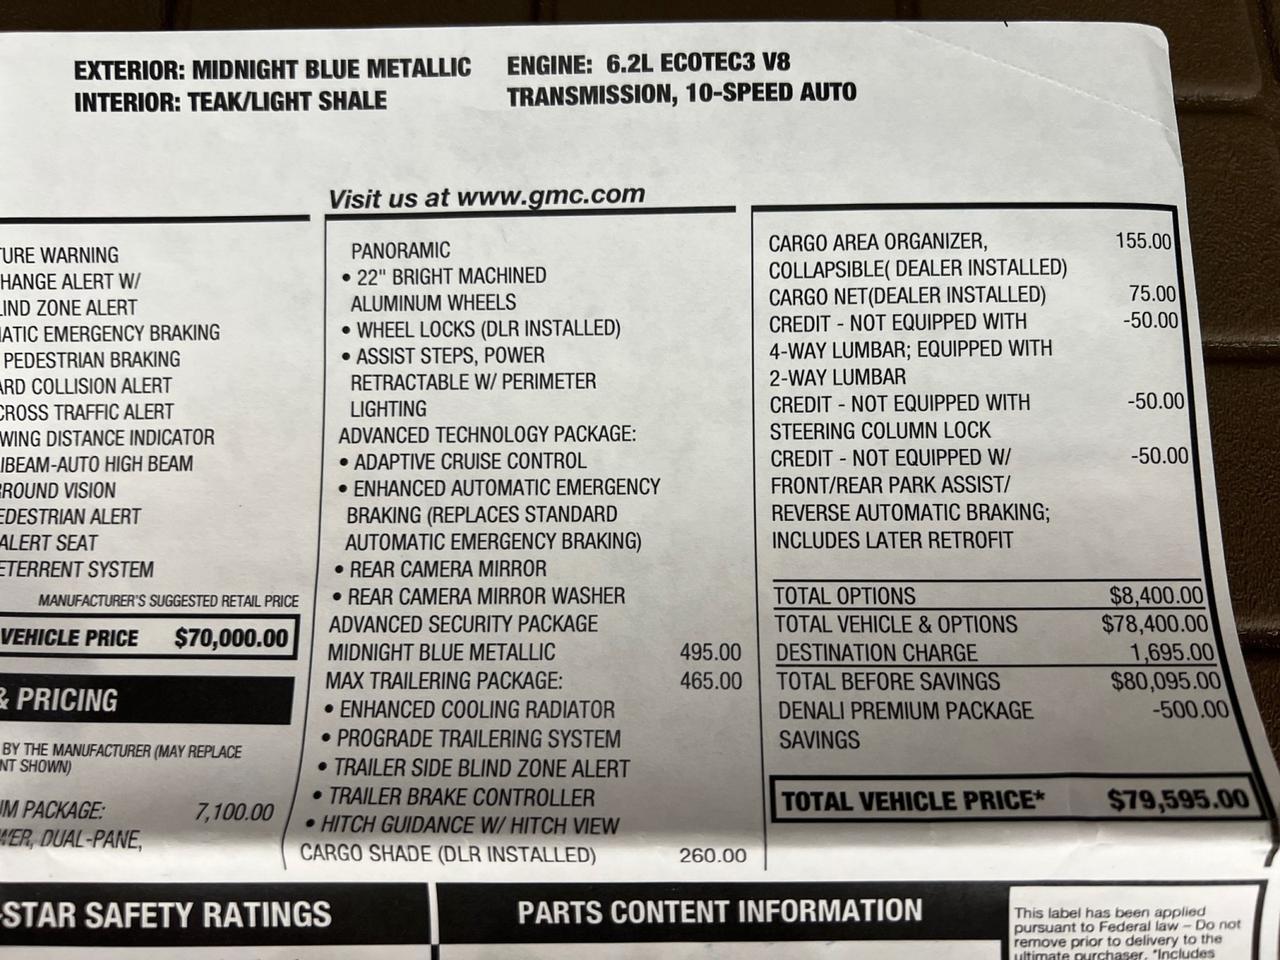 EXTERIOR: MIDNIGHT BLUE METALLIC
INTERIOR: TEAK/LIGHT SHALE
ENGINE: 6.2L ECOTEC3 V8
TRANSMISSION, 10-SPEED AUTO
Visit us at www.gmc.com
TURE WARNING
HANGE ALERT W/
LIND ZONE ALERT
MATIC EMERGENCY BRAKING
PEDESTRIAN BRAKING
ARD COLLISION ALERT
CROSS TRAFFIC ALERT
WING DISTANCE INDICATOR
LIBEAM-AUTO HIGH BEAM
ROUND VISION
EDESTRIAN ALERT
ALERT SEAT
ETERRENT SYSTEM
MANUFACTURER'S SUGGESTED RETAIL PRICE
VEHICLE PRICE $70,000.00
& PRICING
BY THE MANUFACTURER (MAY REPLACE
NT SHOWN)
UM PACKAGE: 7,100.00
WER, DUAL-PANE,
PANORAMIC
• 22" BRIGHT MACHINED
ALUMINUM WHEELS
• WHEEL LOCKS (DLR INSTALLED)
• ASSIST STEPS, POWER
RETRACTABLE W/ PERIMETER
LIGHTING
ADVANCED TECHNOLOGY PACKAGE:
• ADAPTIVE CRUISE CONTROL
• ENHANCED AUTOMATIC EMERGENCY
BRAKING (REPLACES STANDARD
AUTOMATIC EMERGENCY BRAKING)
• REAR CAMERA MIRROR
• REAR CAMERA MIRROR WASHER
ADVANCED SECURITY PACKAGE
MIDNIGHT BLUE METALLIC 495.00
MAX TRAILERING PACKAGE: 465.00
• ENHANCED COOLING RADIATOR
• PROGRADE TRAILERING SYSTEM
• TRAILER SIDE BLIND ZONE ALERT
• TRAILER BRAKE CONTROLLER
• HITCH GUIDANCE W/ HITCH VIEW
CARGO SHADE (DLR INSTALLED) 260.00
CARGO AREA ORGANIZER, 155.00
COLLAPSIBLE( DEALER INSTALLED)
CARGO NET(DEALER INSTALLED) 75.00
CREDIT - NOT EQUIPPED WITH -50.00
4-WAY LUMBAR; EQUIPPED WITH
2-WAY LUMBAR
CREDIT - NOT EQUIPPED WITH -50.00
STEERING COLUMN LOCK
CREDIT - NOT EQUIPPED W/ -50.00
FRONT/REAR PARK ASSIST/
REVERSE AUTOMATIC BRAKING;
INCLUDES LATER RETROFIT
TOTAL OPTIONS $8,400.00
TOTAL VEHICLE & OPTIONS $78,400.00
DESTINATION CHARGE 1,695.00
TOTAL BEFORE SAVINGS $80,095.00
DENALI PREMIUM PACKAGE -500.00
SAVINGS
TOTAL VEHICLE PRICE* $79,595.00
-STAR SAFETY RATINGS
PARTS CONTENT INFORMATION
This label has been applied
pursuant to Federal law – Do not
remove prior to delivery to the
ultimate purchaser. *Includes